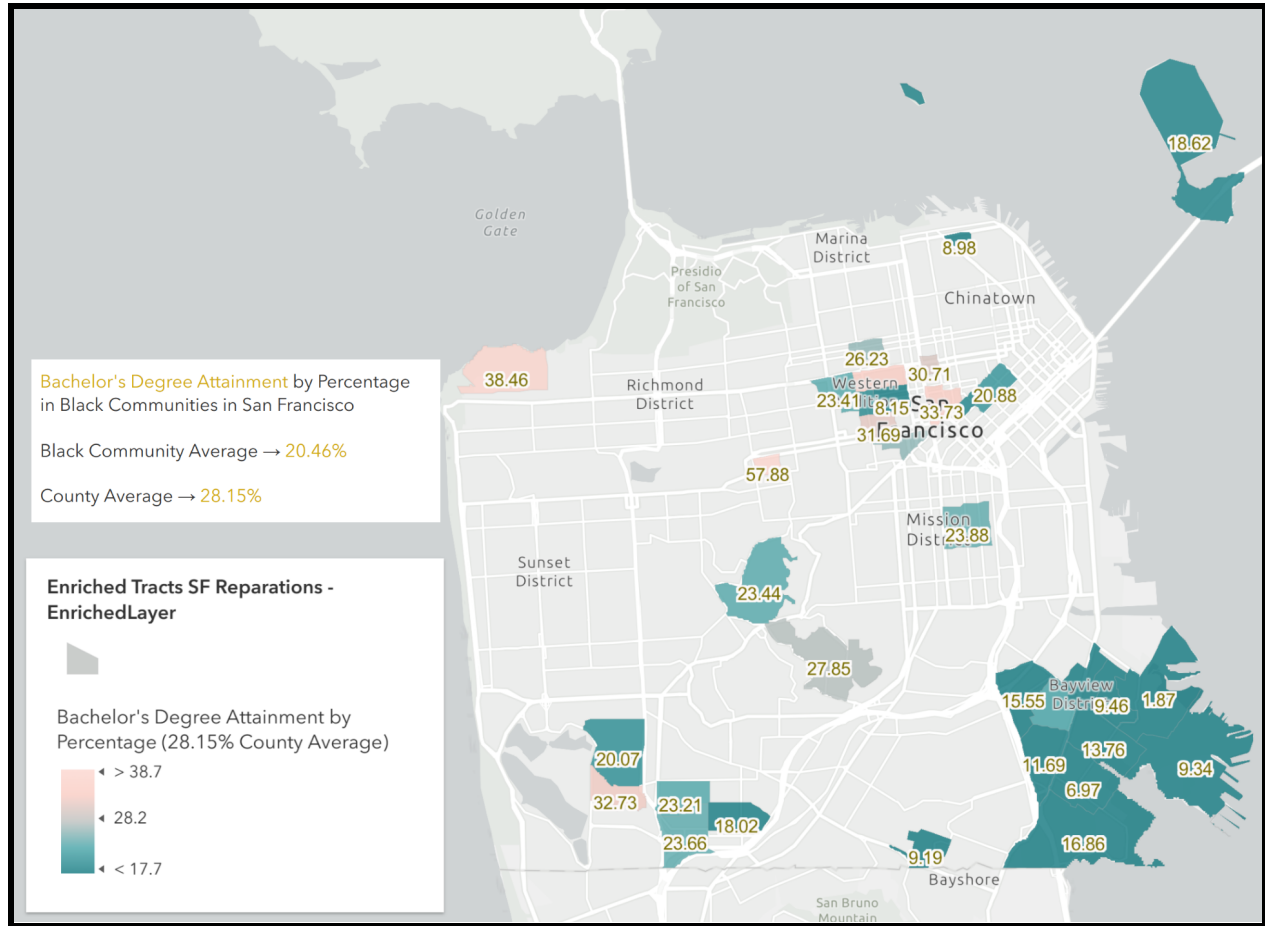 Golden
Gate
Marina
District
8.98
18.62
Presidio
of San
Francisco
Chinatown
Bachelor's Degree Attainment by Percentage
in Black Communities in San Francisco
Black Community Average → 20.46%
County Average → 28.15%
38.46
Richmond
District
26.23
30.71
Western
23.41
8.15
San
33.73
20.88
31.69
Francisco
57.88
Mission
District
23.88
Sunset
District
23.44
27.85
Enriched Tracts SF Reparations -
EnrichedLayer
Bachelor's Degree Attainment by
Percentage (28.15% County Average)
> 38.7
28.2
< 17.7
15.55
Bayview
District
9.46
1.87
20.07
32.73
23.21
18.02
23.66
11.69
13.76
9.34
6.97
16.86
9.19
Bayshore
San Bruno
Mountain